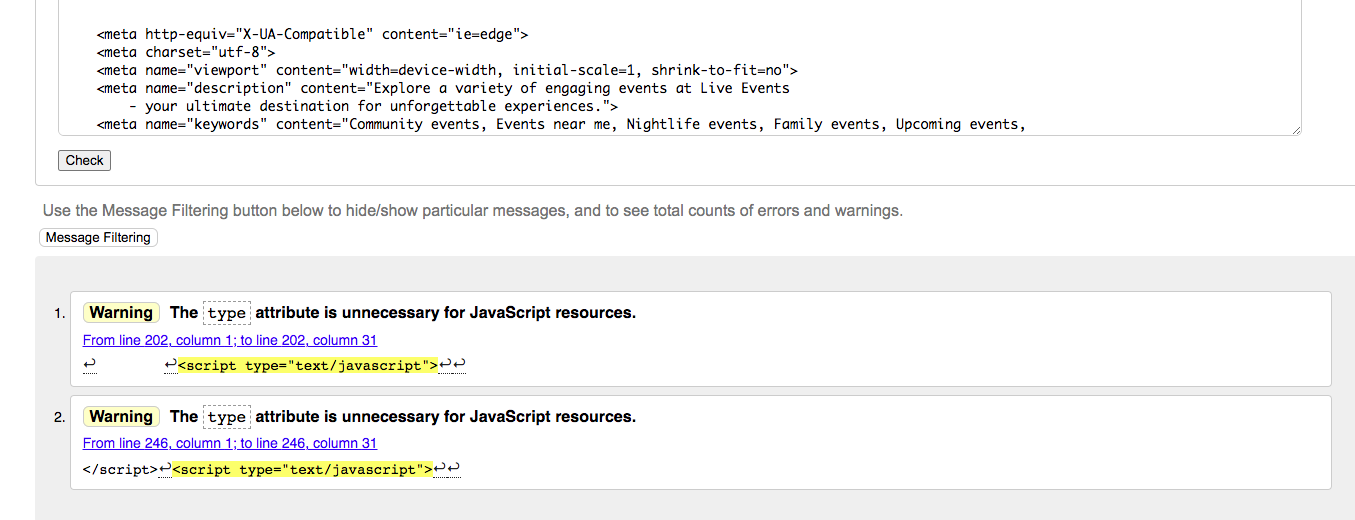 <meta http-equiv="X-UA-Compatible" content="ie=edge">
<meta charset="utf-8">
<meta name="viewport" content="width=device-width, initial-scale=1, shrink-to-fit=no">
<meta name="description" content="Explore a variety of engaging events at Live Events
- your ultimate destination for unforgettable experiences.">
<meta name="keywords" content="Community events, Events near me, Nightlife events, Family events, Upcoming events,
Check
Use the Message Filtering button below to hide/show particular messages, and to see total counts of errors and warnings.
Message Filtering
1. Warning The type attribute is unnecessary for JavaScript resources.
From line 202, column 1; to line 202, column 31
↩ ↩<script type="text/javascript">↩↩
2. Warning The type attribute is unnecessary for JavaScript resources.
From line 246, column 1; to line 246, column 31
</script>↩<script type="text/javascript">↩↩